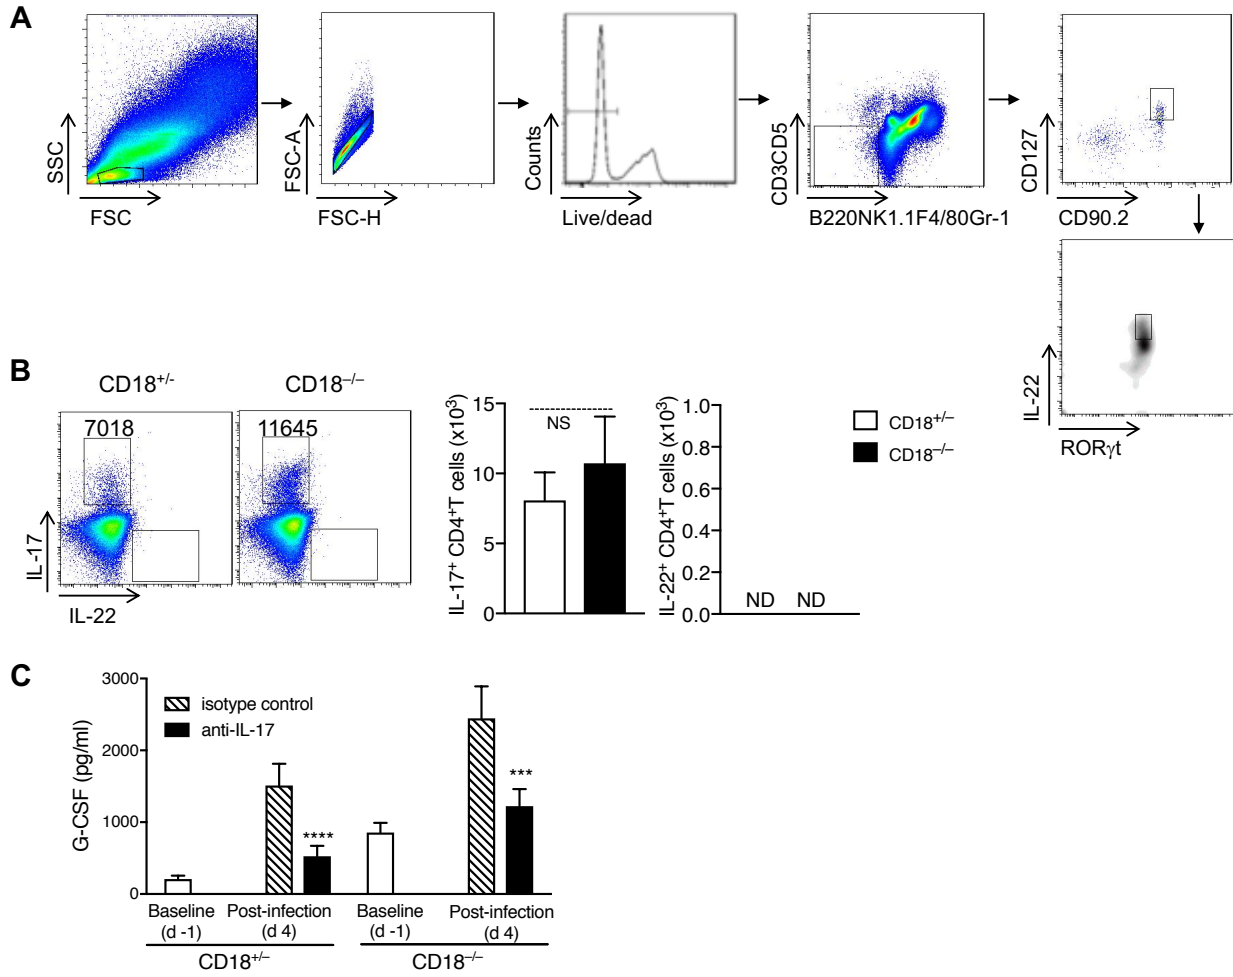 A
SSC
FSC
FSC-A
FSC-H
Counts
Live/dead
CD3CD5
B220NK1.1F4/80Gr-1
CD127
CD90.2
IL-22
RORγt
B
CD18+/-
CD18–/–
7018
11645
IL-17
IL-22
IL-17+ CD4+T cells (x10³)
15
10
5
0
NS
IL-22+ CD4+T cells (x10³)
1.0
0.8
0.6
0.4
0.2
0.0
ND
ND
CD18+/–
CD18–/–
C
G-CSF (pg/ml)
3000
2000
1000
0
isotype control
anti-IL-17
****
***
Baseline
(d -1)
Post-infection
(d 4)
Baseline
(d -1)
Post-infection
(d 4)
CD18+/–
CD18–/–